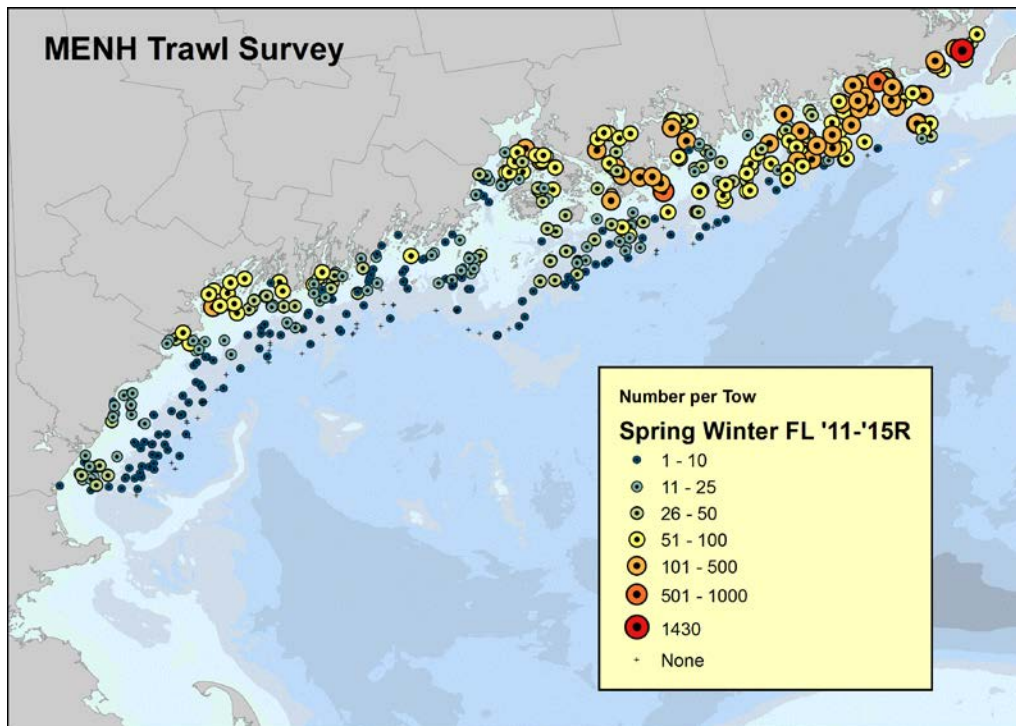 MENH Trawl Survey
Number per Tow
Spring Winter FL '11-'15R
1 - 10
11 - 25
26 - 50
51 - 100
101 - 500
501 - 1000
1430
None